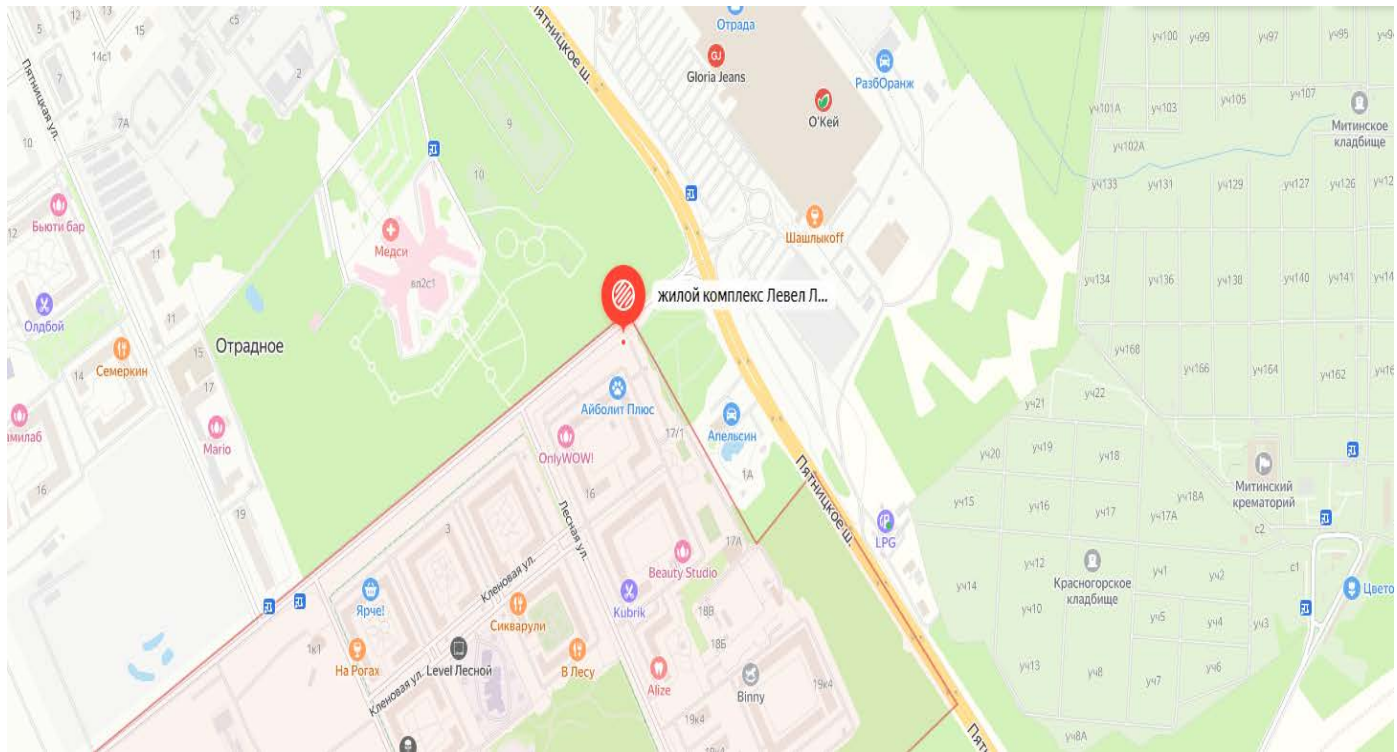 5
12
13
15
14с1
7
7А
10
2
с5
Пятницкая ул.
12
Бьюти бар
11
Олдбой
11
14
Семеркин
15
17
Отрадное
Mario
16
19
Медси
вл2с1
9
10
ЯТНИЦКОЕ Ш.
Отрада
Gloria Jeans
РазбОранж
О'Кей
Шашлыкоff
жилой комплекс Левел Л...
Айболит Плюс
17/1
Апельсин
1А
OnlyWOW!
16
3
Лесная ул.
Пятницкое ш.
17А
Beauty Studio
Кленовая ул.
Ярче!
Сикварули
Kubrik
18В
18Б
1к1
На Рогах
Кленовая ул.
Level Лесной
В Лесу
Alize
Binny
19к4
19к4
LPG
уч100
уч99
уч97
уч95
уч101А
уч103
уч105
уч107
Митинское
кладбище
уч102А
уч133
уч131
уч129
уч127
уч126
уч134
уч136
уч138
уч140
уч141
уч168
уч166
уч164
уч162
уч21
уч22
уч20
уч19
уч18
Митинский
крематорий
уч15
уч16
уч17
уч18А
уч17А
с2
уч12
Красногорское
кладбище
уч1
уч2
с1
уч14
уч10
уч5
уч4
уч3
Цвето
уч13
уч8
уч7
уч6
уч8А